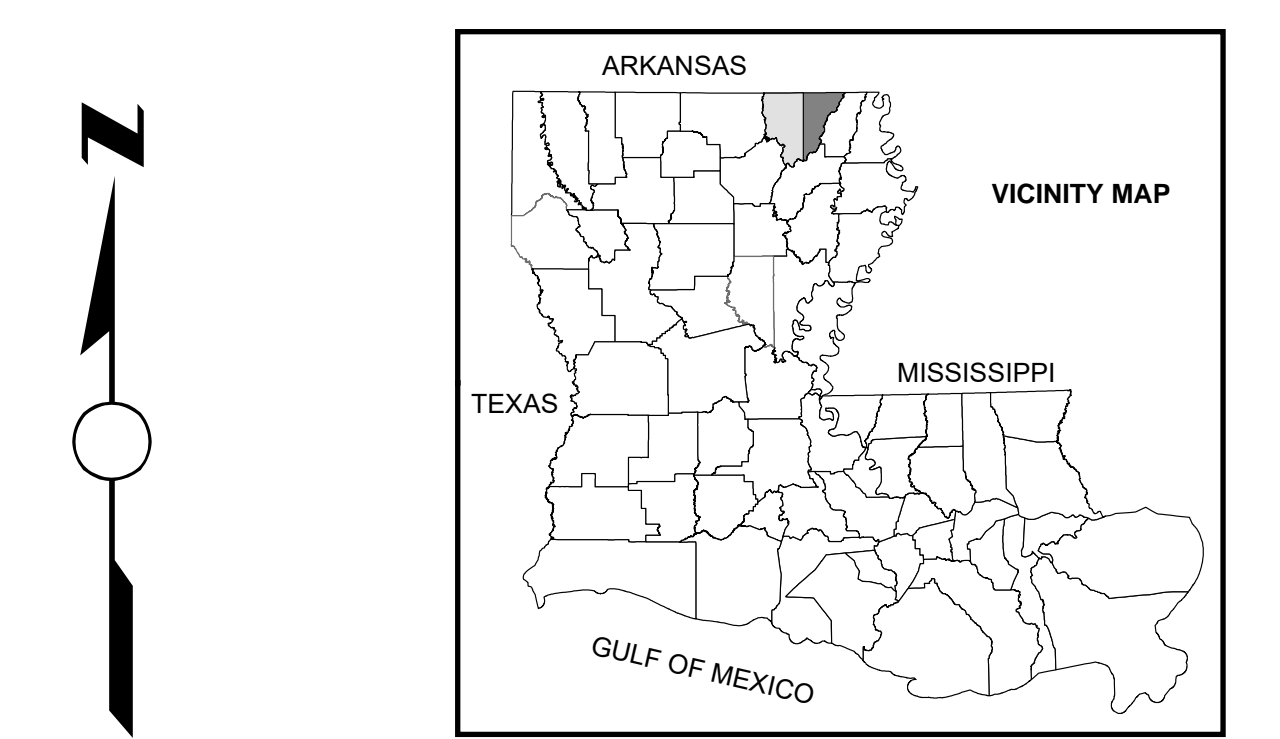 N
ARKANSAS
VICINITY MAP
MISSISSIPPI
TEXAS
GULF OF MEXICO